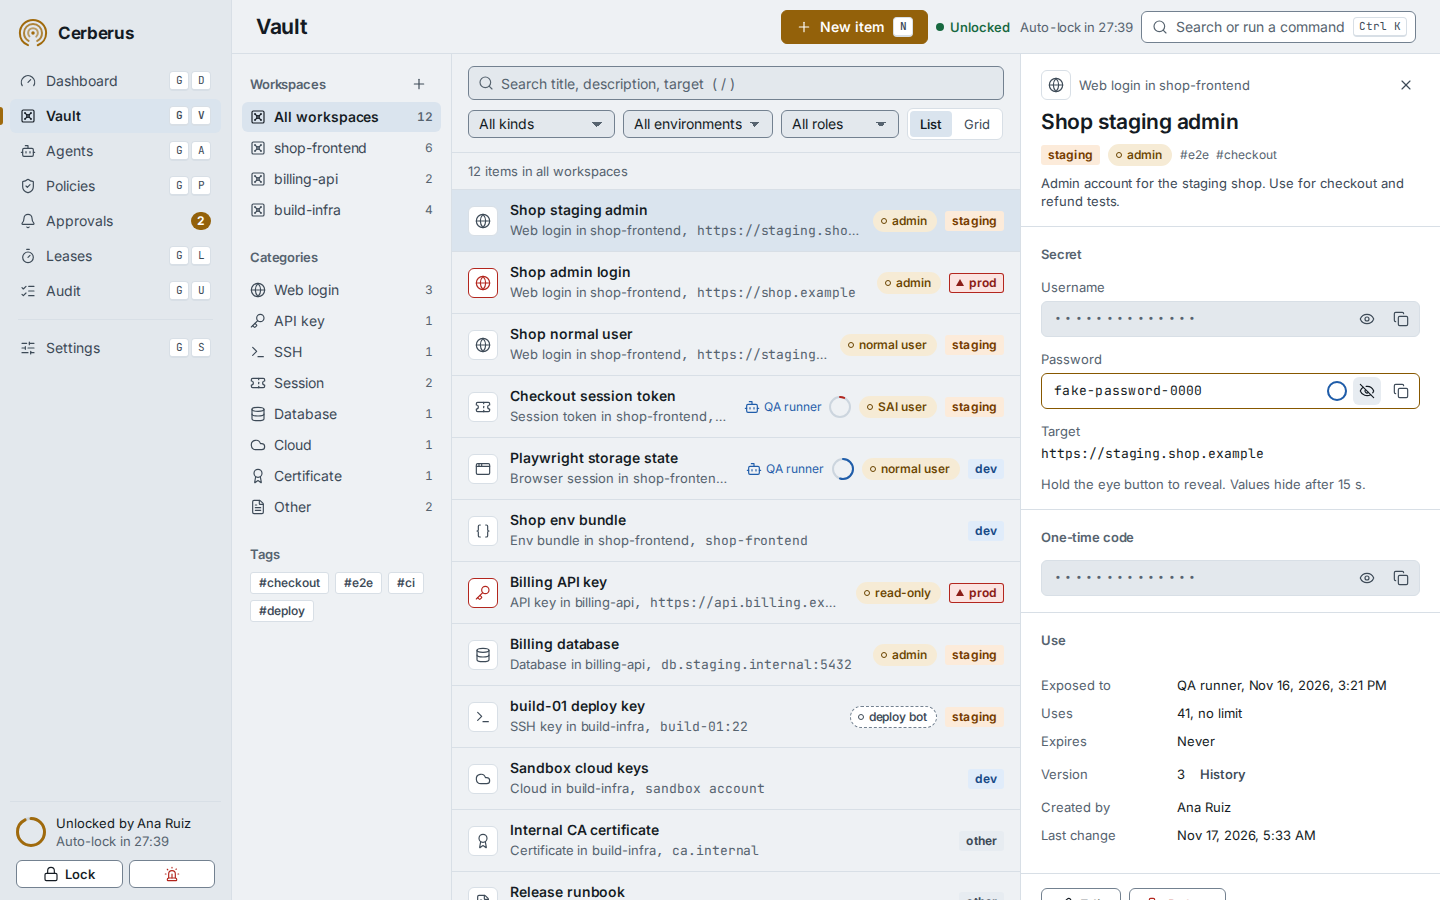 Cerberus
Dashboard G D
Vault G V
Agents G A
Policies G P
Approvals 2
Leases G L
Audit G U
Settings G S
Unlocked by Ana Ruiz
Auto-lock in 27:39
Lock
Vault
New item N
Unlocked Auto-lock in 27:39
Search or run a command Ctrl K
Workspaces
All workspaces 12
shop-frontend 6
billing-api 2
build-infra 4
Categories
Web login 3
API key 1
SSH 1
Session 2
Database 1
Cloud 1
Certificate 1
Other 2
Tags
#checkout #e2e #ci
#deploy
Search title, description, target (/)
All kinds All environments All roles List Grid
12 items in all workspaces
Shop staging admin
Web login in shop-frontend, https://staging.sho... admin staging
Shop admin login
Web login in shop-frontend, https://shop.example admin prod
Shop normal user
Web login in shop-frontend, https://staging... normal user staging
Checkout session token
Session token in shop-frontend,... QA runner SAI user staging
Playwright storage state
Browser session in shop-fronten... QA runner normal user dev
Shop env bundle
Env bundle in shop-frontend, shop-frontend dev
Billing API key
API key in billing-api, https://api.billing.ex... read-only prod
Billing database
Database in billing-api, db.staging.internal:5432 admin staging
build-01 deploy key
SSH key in build-infra, build-01:22 deploy bot staging
Sandbox cloud keys
Cloud in build-infra, sandbox account dev
Internal CA certificate
Certificate in build-infra, ca.internal other
Release runbook
Web login in shop-frontend
Shop staging admin
staging admin #e2e #checkout
Admin account for the staging shop. Use for checkout and
refund tests.
Secret
Username
••••••••••••••
Password
fake-password-0000
Target
https://staging.shop.example
Hold the eye button to reveal. Values hide after 15 s.
One-time code
••••••••••••••
Use
Exposed to QA runner, Nov 16, 2026, 3:21 PM
Uses 41, no limit
Expires Never
Version 3 History
Created by Ana Ruiz
Last change Nov 17, 2026, 5:33 AM